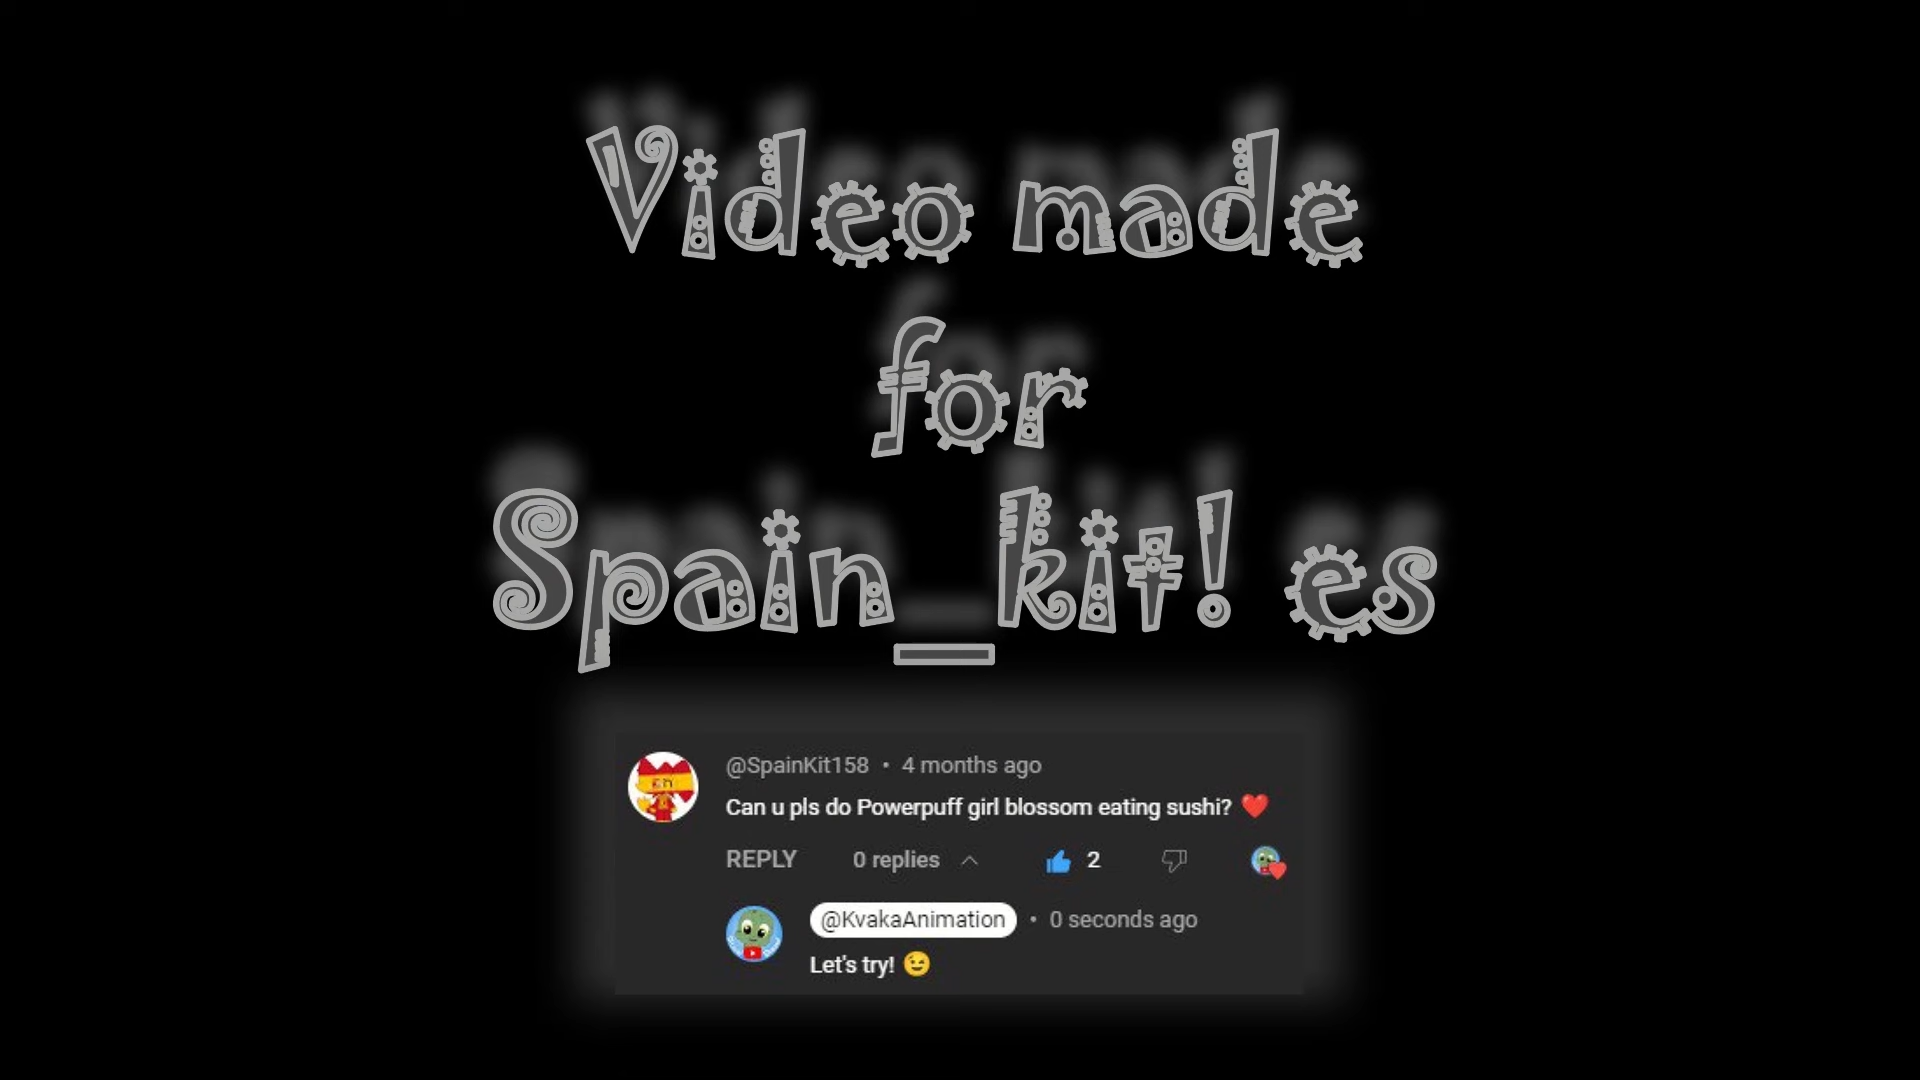 Video made
for
Spain_kit! es
@SpainKit158 • 4 months ago
Can u pls do Powerpuff girl blossom eating sushi? ❤️
REPLY 0 replies 2
@KvakaAnimation • 0 seconds ago
Let's try! 😉